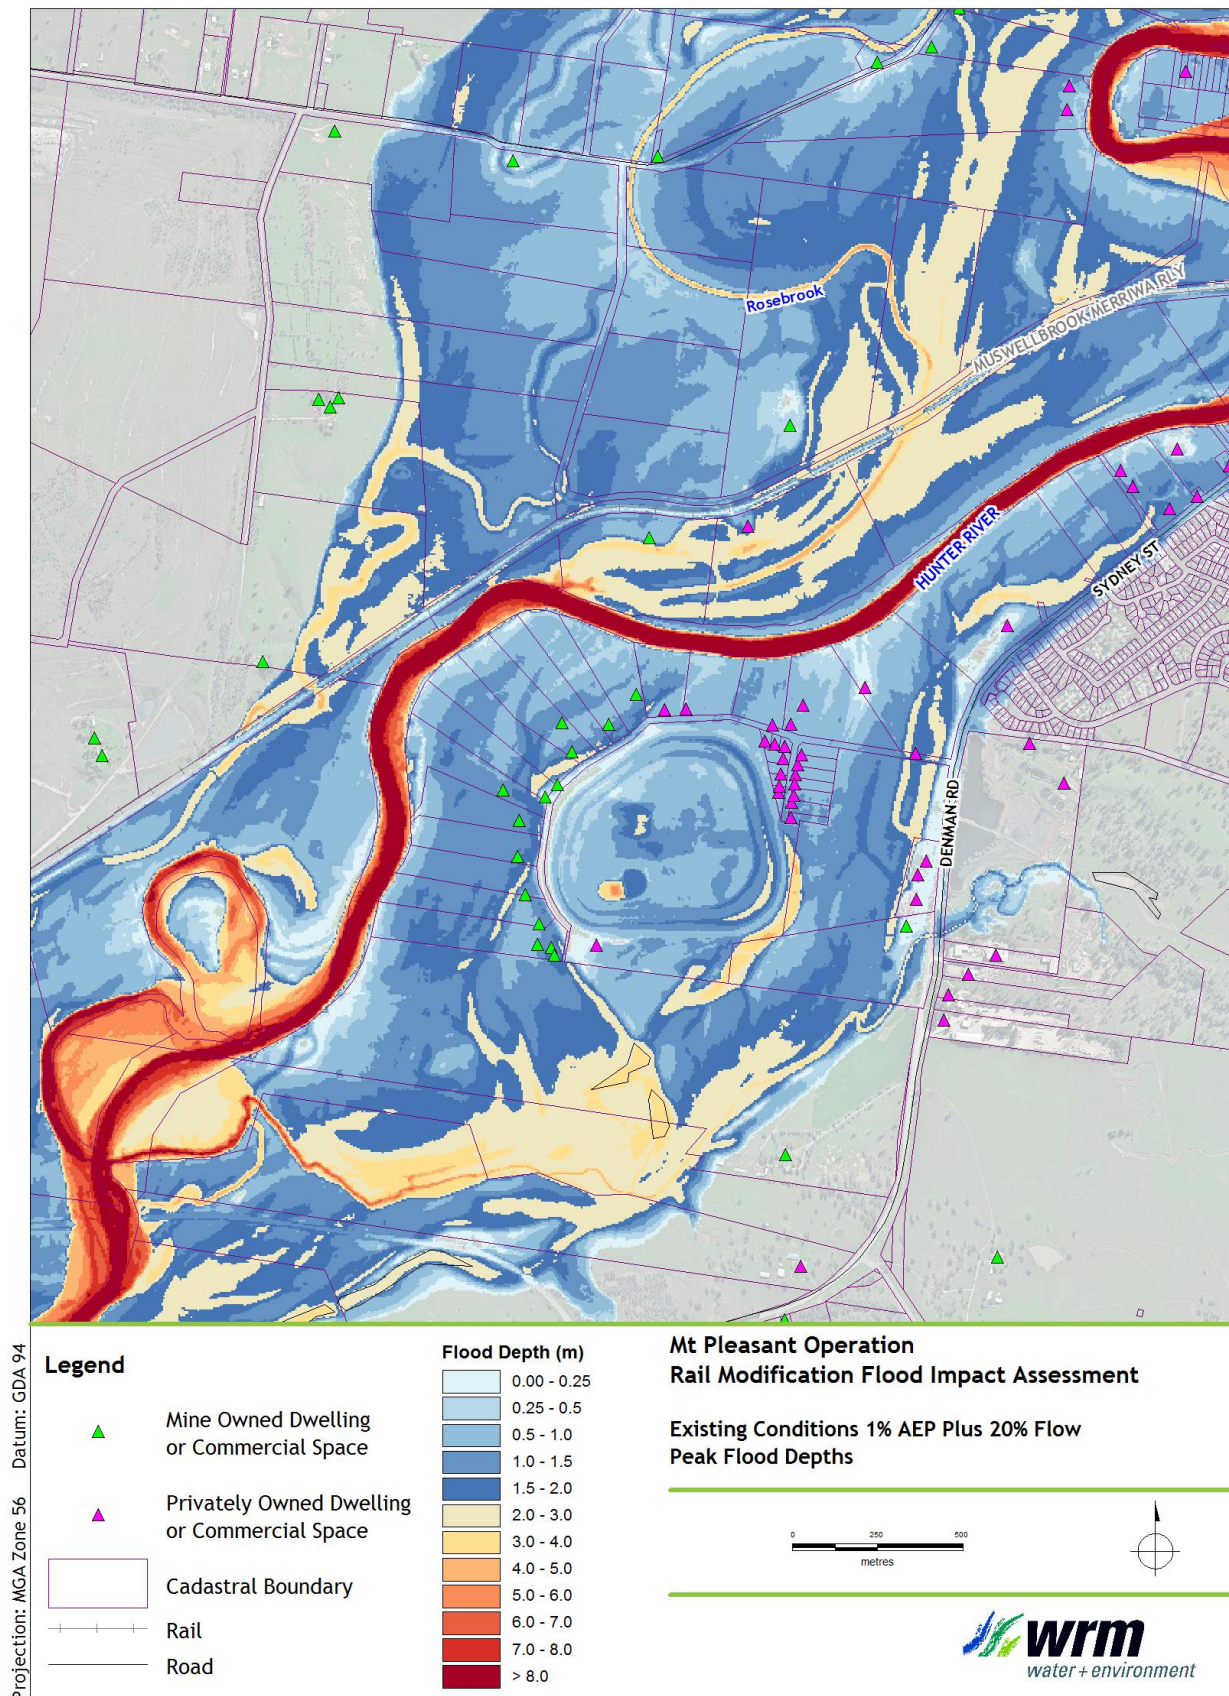 Rosebrook
MUSWELLBROOK MERRIWA RLY
HUNTER RIVER
SYDNEY ST
DENMAN RD
Projection: MGA Zone 56 Datum: GDA 94
Legend
Mine Owned Dwelling
or Commercial Space
Privately Owned Dwelling
or Commercial Space
Cadastral Boundary
Rail
Road
Flood Depth (m)
0.00 - 0.25
0.25 - 0.5
0.5 - 1.0
1.0 - 1.5
1.5 - 2.0
2.0 - 3.0
3.0 - 4.0
4.0 - 5.0
5.0 - 6.0
6.0 - 7.0
7.0 - 8.0
> 8.0
Mt Pleasant Operation
Rail Modification Flood Impact Assessment
Existing Conditions 1% AEP Plus 20% Flow
Peak Flood Depths
0 250 500
metres
wrm
water + environment